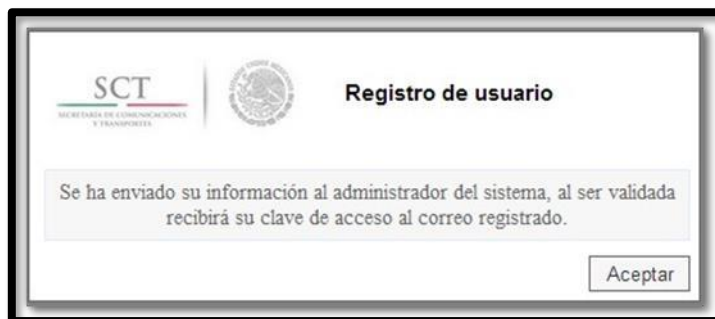 SCT
SECRETARÍA DE COMUNICACIONES
Y TRANSPORTES
Registro de usuario
Se ha enviado su información al administrador del sistema, al ser validada
recibirá su clave de acceso al correo registrado.
Aceptar